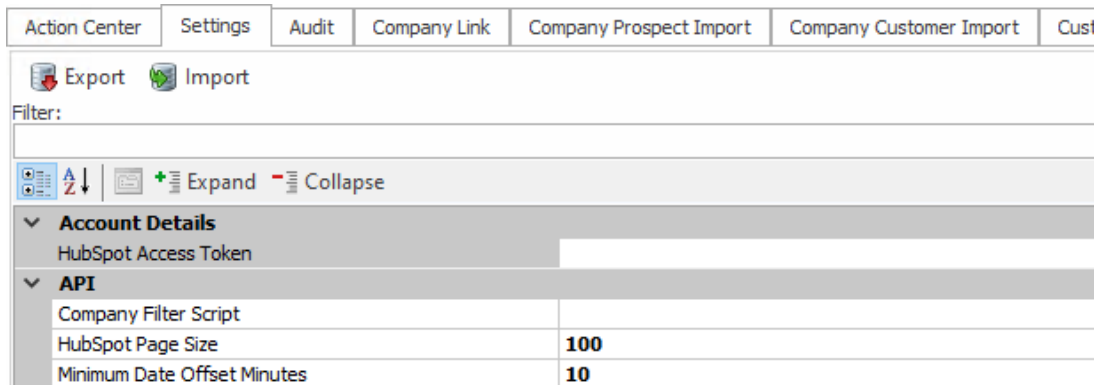 Action Center Settings Audit Company Link Company Prospect Import Company Customer Import Cust
Export Import
Filter:
Expand Collapse
Account Details
HubSpot Access Token
API
Company Filter Script
HubSpot Page Size 100
Minimum Date Offset Minutes 10